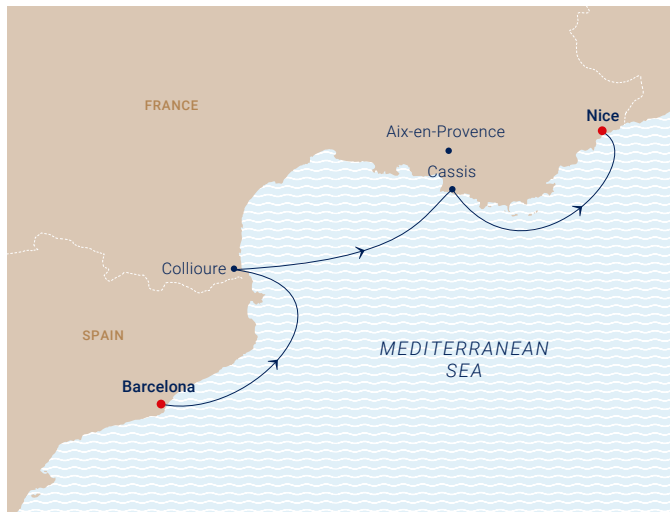 FRANCE
Nice
Aix-en-Provence
Cassis
Collioure
SPAIN
MEDITERRANEAN
SEA
Barcelona